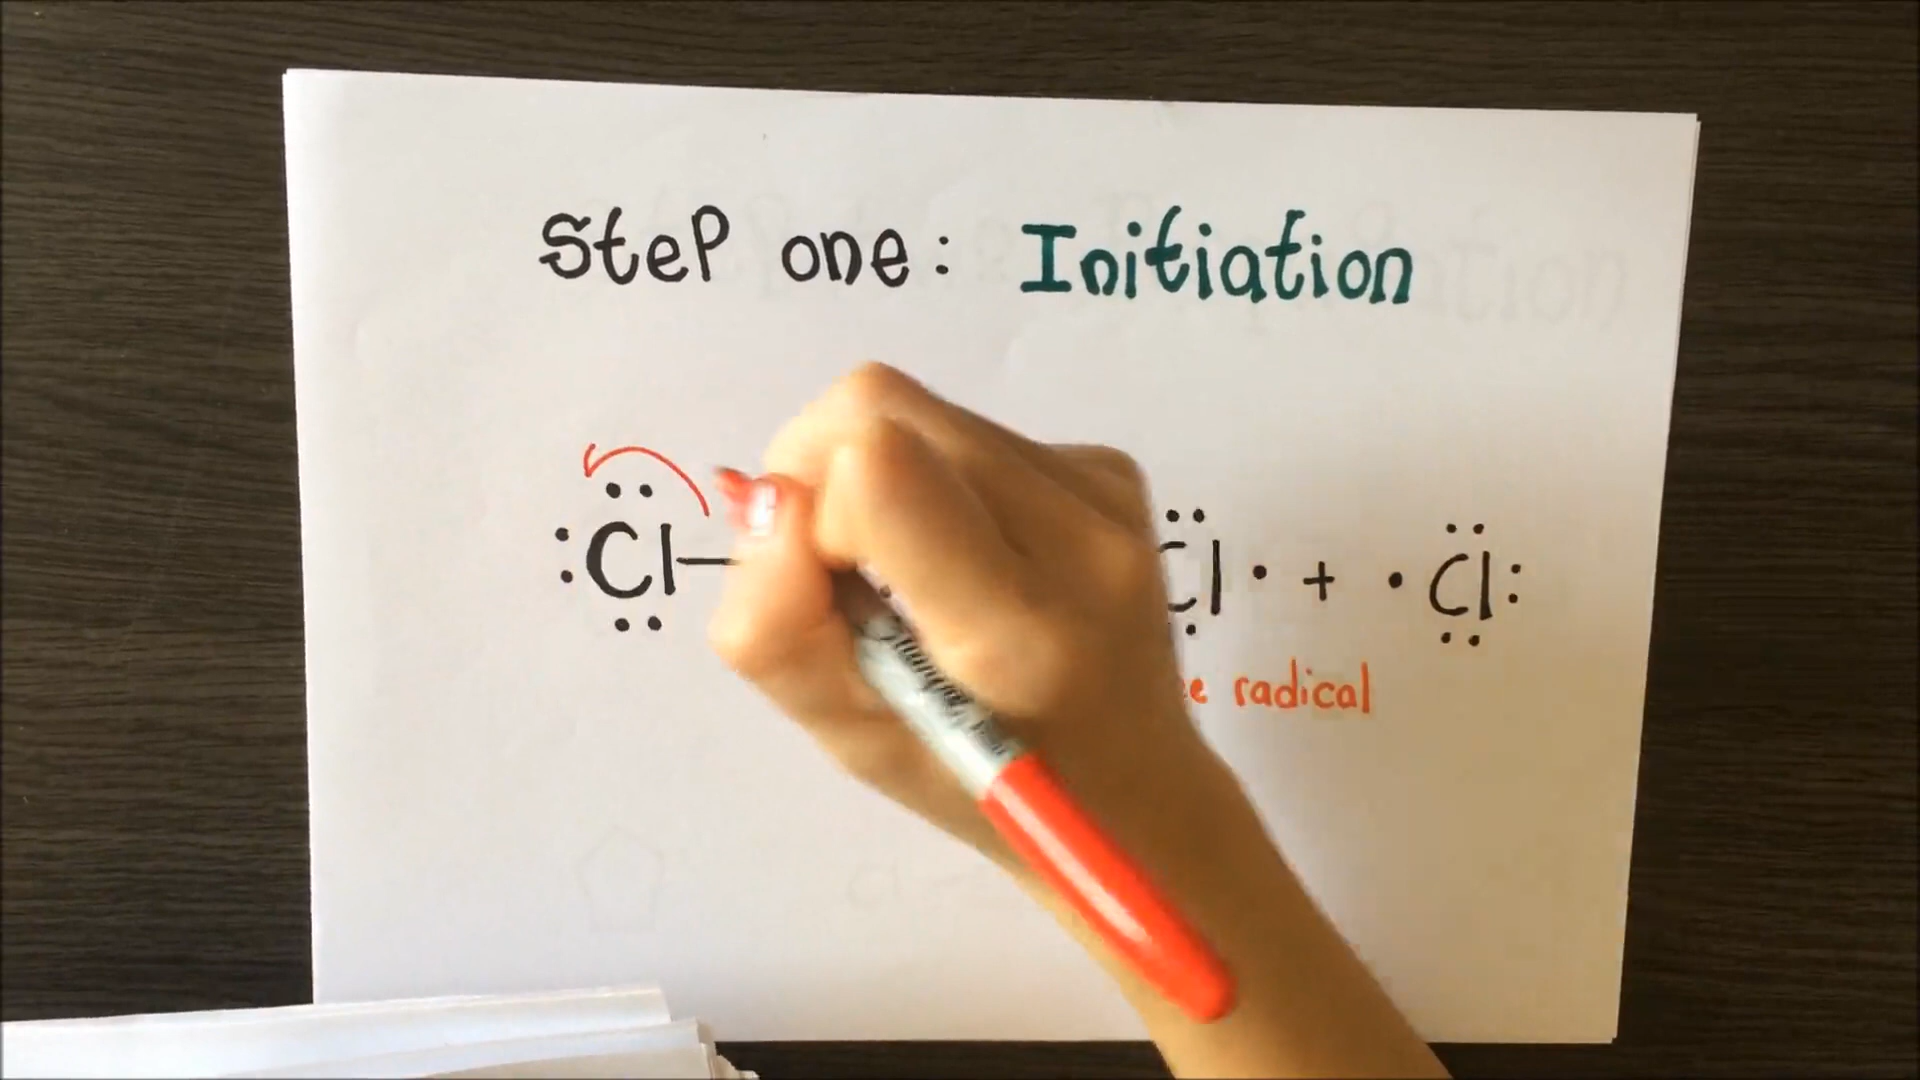 Step one: Initiation
:Cl— Cl· + ·Cl:
radical